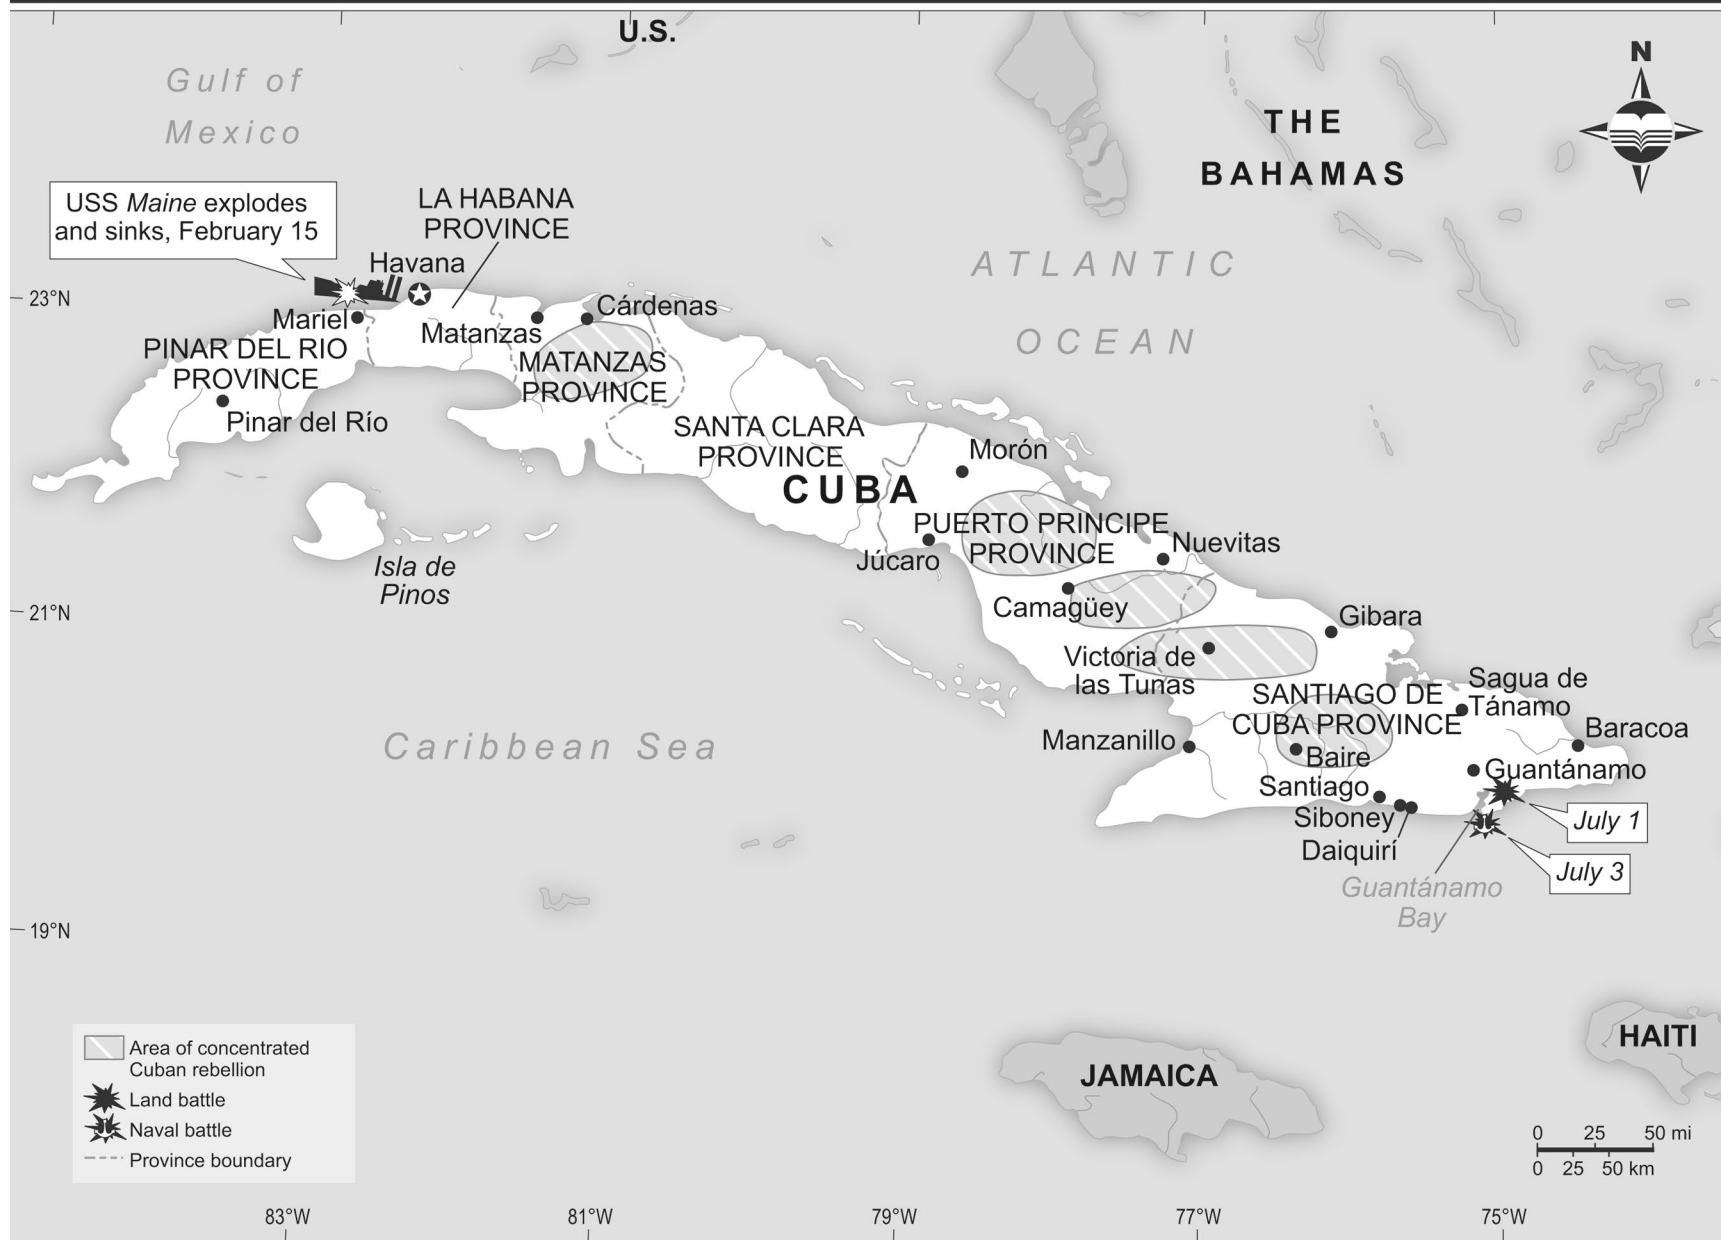 U.S.
Gulf of
Mexico
N
THE
BAHAMAS
USS Maine explodes
and sinks, February 15
LA HABANA
PROVINCE
Havana
ATLANTIC
OCEAN
23°N
Mariel
Matanzas
Cárdenas
PINAR DEL RIO
PROVINCE
MATANZAS
PROVINCE
Pinar del Río
SANTA CLARA
PROVINCE
Morón
CUBA
PUERTO PRINCIPE
PROVINCE
Nuevitas
Júcaro
Isla de
Pinos
Camagüey
21°N
Gibara
Victoria de
las Tunas
Sagua de
Tánamo
SANTIAGO DE
CUBA PROVINCE
Baracoa
Caribbean Sea
Manzanillo
Baire
Guantánamo
Santiago
Siboney
July 1
Daiquirí
July 3
Guantánamo
Bay
19°N
HAITI
JAMAICA
Area of concentrated
Cuban rebellion
Land battle
Naval battle
Province boundary
0 25 50 mi
0 25 50 km
83°W 81°W 79°W 77°W 75°W